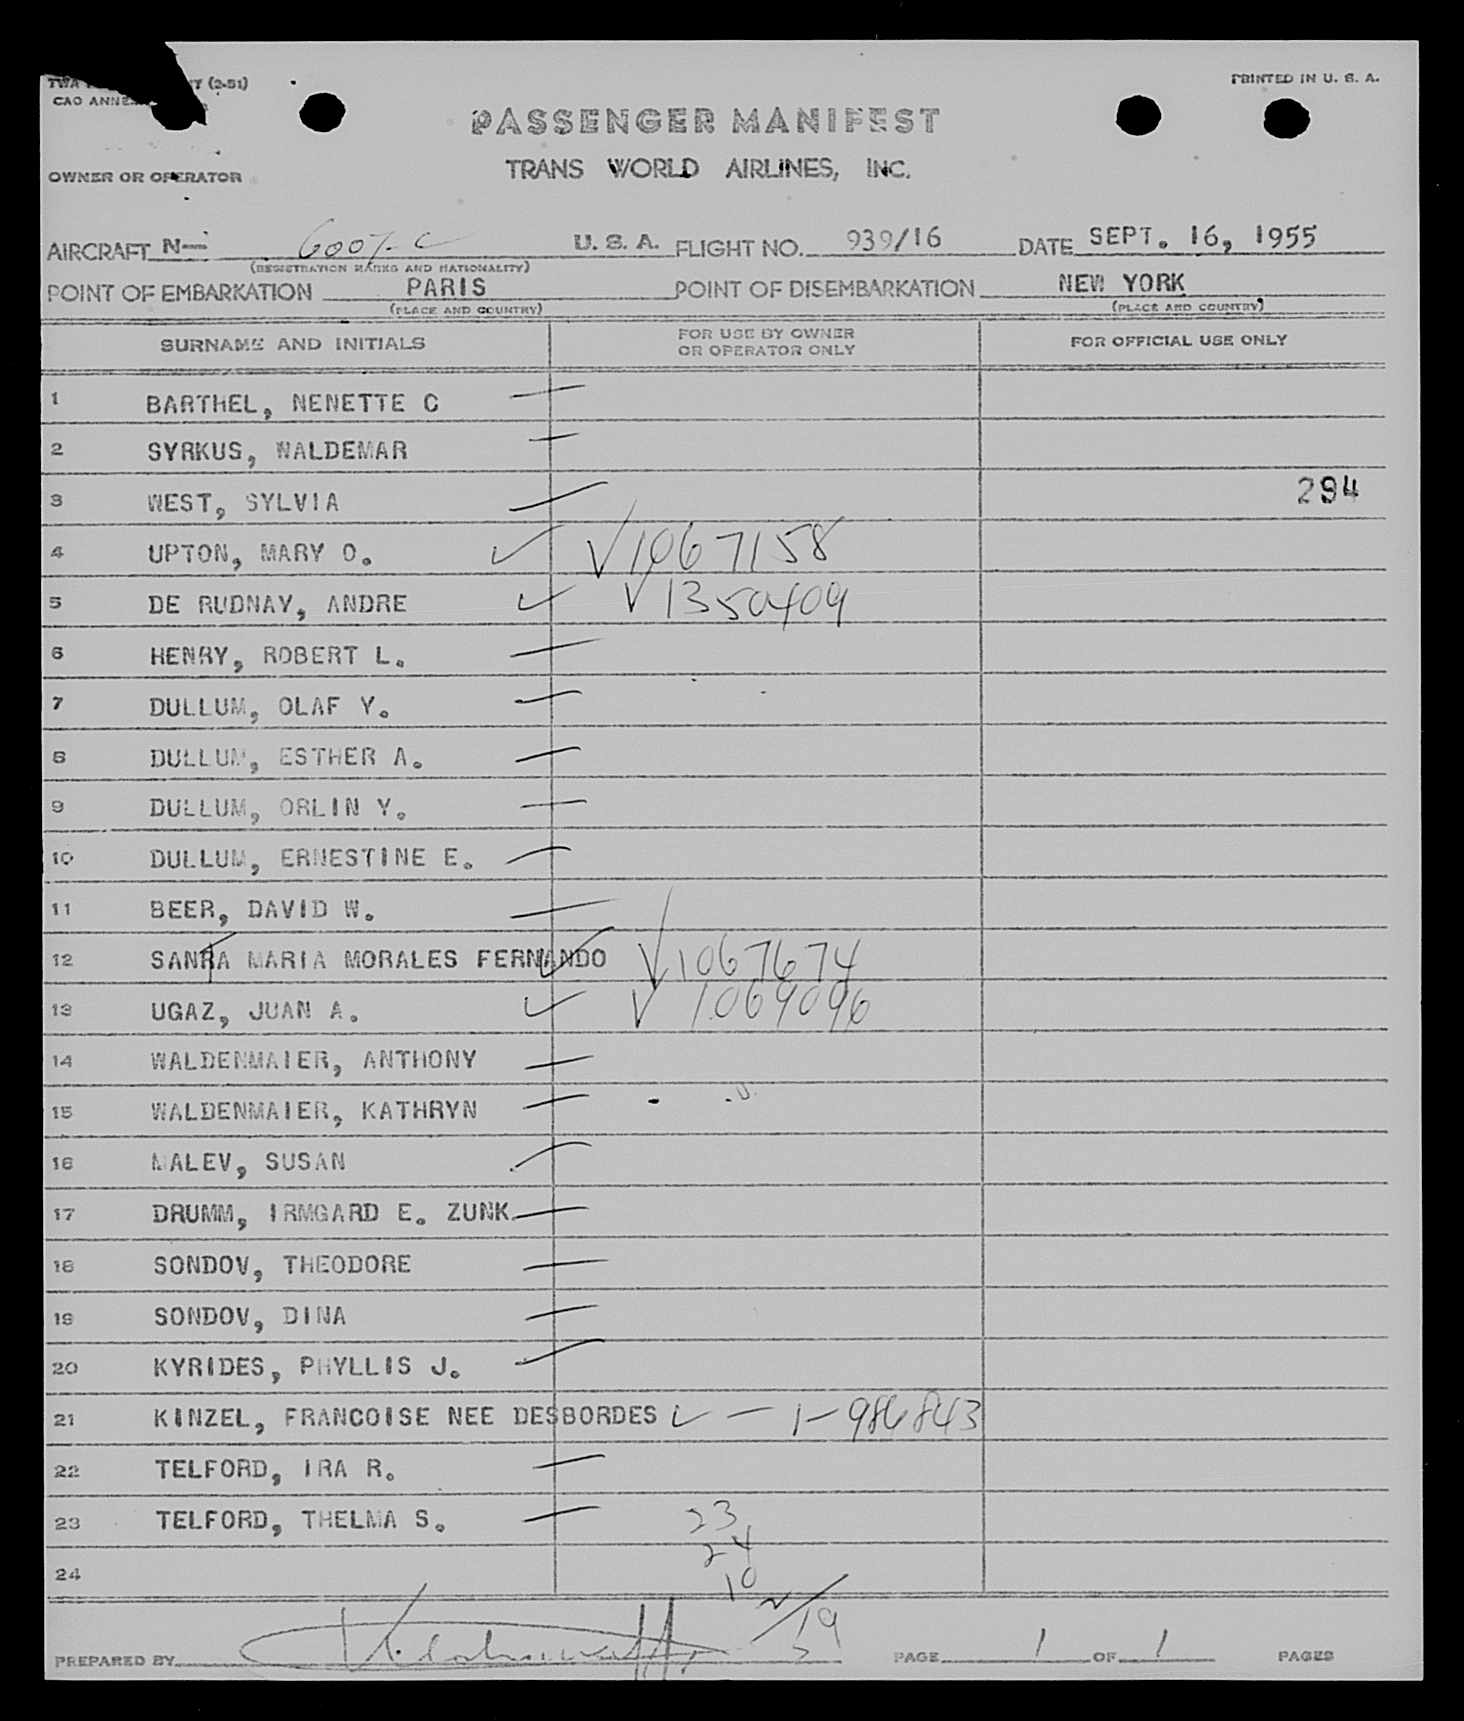 PRINTED IN U. S. A.
CAO
PASSENGER MANIFEST
OWNER OR OPERATOR
TRANS WORLD AIRLINES, INC.
AIRCRAFT N— 6007-C U. S. A. FLIGHT NO. 939/16 DATE SEPT. 16, 1955
(REGISTRATION MARKS AND NATIONALITY)
POINT OF EMBARKATION PARIS POINT OF DISEMBARKATION NEW YORK
(PLACE AND COUNTRY) (PLACE AND COUNTRY)
SURNAME AND INITIALS FOR USE BY OWNER OR OPERATOR ONLY FOR OFFICIAL USE ONLY
1 BARTHEL, NENETTE C
2 SYRKUS, WALDEMAR
3 WEST, SYLVIA 294
4 UPTON, MARY O. ✓ ✓ 1067158
5 DE RUDNAY, ANDRE ✓ ✓ 1350409
6 HENRY, ROBERT L.
7 DULLUM, OLAF Y.
8 DULLUM, ESTHER A.
9 DULLUM, ORLIN Y.
10 DULLUM, ERNESTINE E.
11 BEER, DAVID W.
12 MARIA MORALES FERNANDO ✓ ✓ 1067674
13 UGAZ, JUAN A. ✓ ✓ 1069096
14 WALDENMAIER, ANTHONY
15 WALDENMAIER, KATHRYN
16 MALEV, SUSAN
17 DRUMM, IRMGARD E. ZUNK
18 SONDOV, THEODORE
19 SONDOV, DINA
20 KYRIDES, PHYLLIS J.
21 KINZEL, FRANCOISE NEE DESBORDES ✓ — 1-986843
22 TELFORD, IRA R.
23 TELFORD, THELMA S. 23
24
24
10
PREPARED BY PAGE 1 OF 1 PAGES